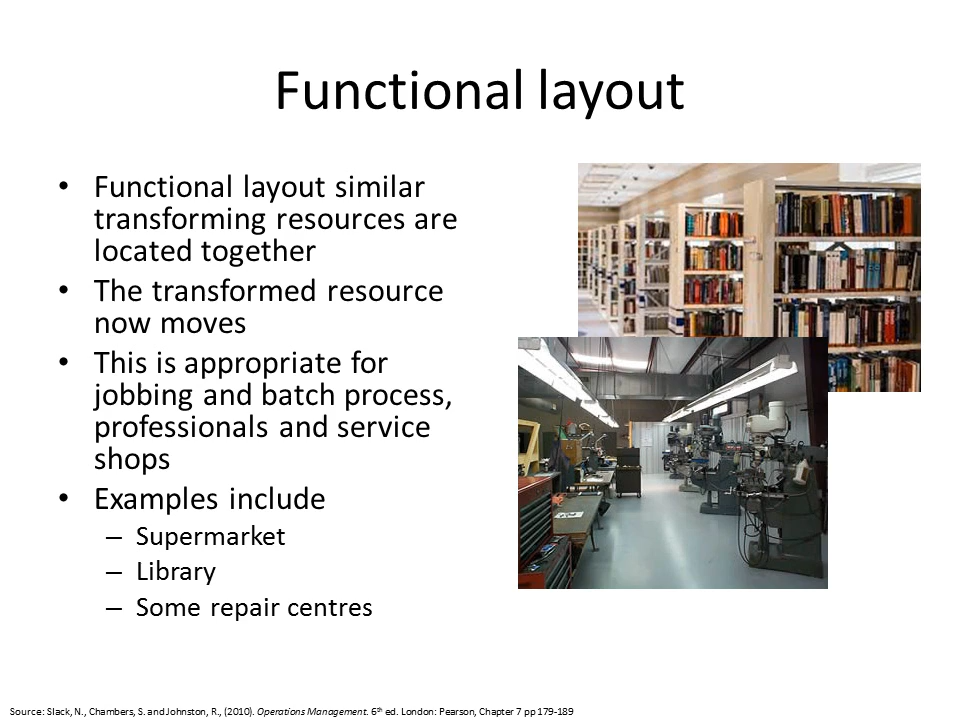 Functional layout
• Functional layout similar
transforming resources are
located together
• The transformed resource
now moves
• This is appropriate for
jobbing and batch process,
professionals and service
shops
• Examples include
– Supermarket
– Library
– Some repair centres
Source: Slack, N., Chambers, S. and Johnston, R., (2010). Operations Management. 6th ed. London: Pearson, Chapter 7 pp 179-189